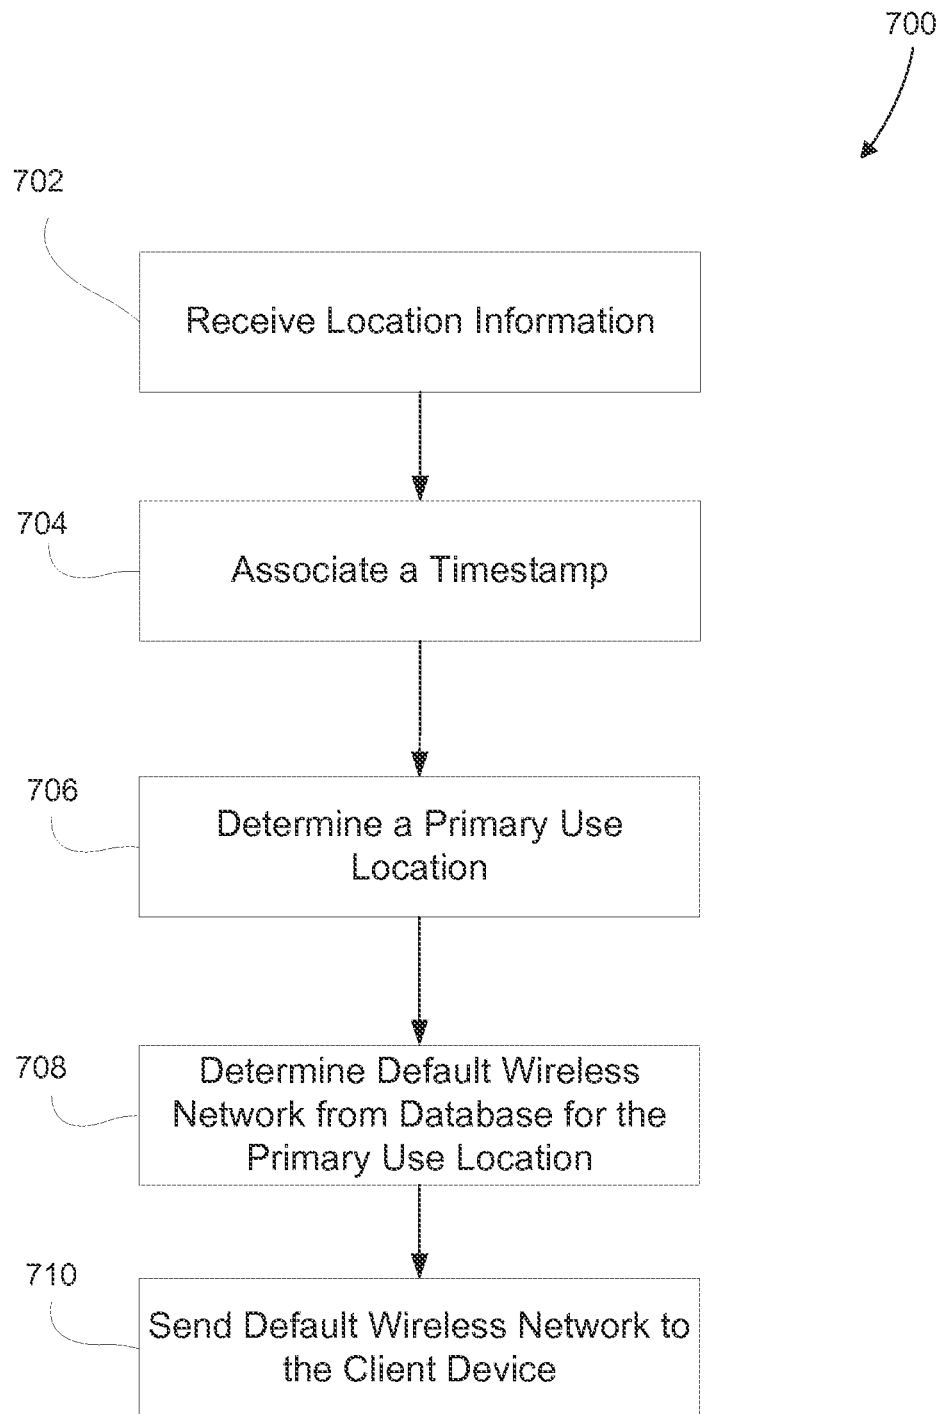 700
702
Receive Location Information
704
Associate a Timestamp
706
Determine a Primary Use
Location
708
Determine Default Wireless
Network from Database for the
Primary Use Location
710
Send Default Wireless Network to
the Client Device